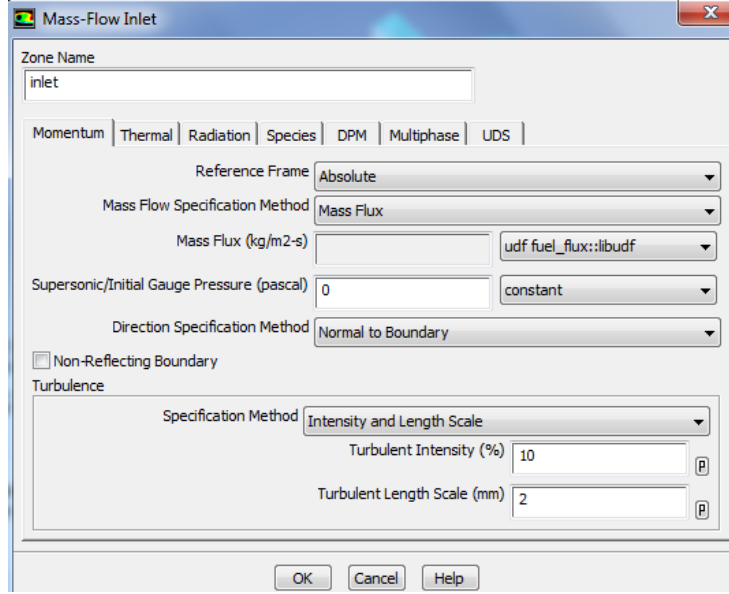 Mass-Flow Inlet
X
Zone Name
inlet
Momentum Thermal Radiation Species DPM Multiphase UDS
Reference Frame Absolute
Mass Flow Specification Method Mass Flux
Mass Flux (kg/m2-s) udf fuel_flux::libudf
Supersonic/Initial Gauge Pressure (pascal) 0 constant
Direction Specification Method Normal to Boundary
Non-Reflecting Boundary
Turbulence
Specification Method Intensity and Length Scale
Turbulent Intensity (%) 10 P
Turbulent Length Scale (mm) 2 P
OK Cancel Help